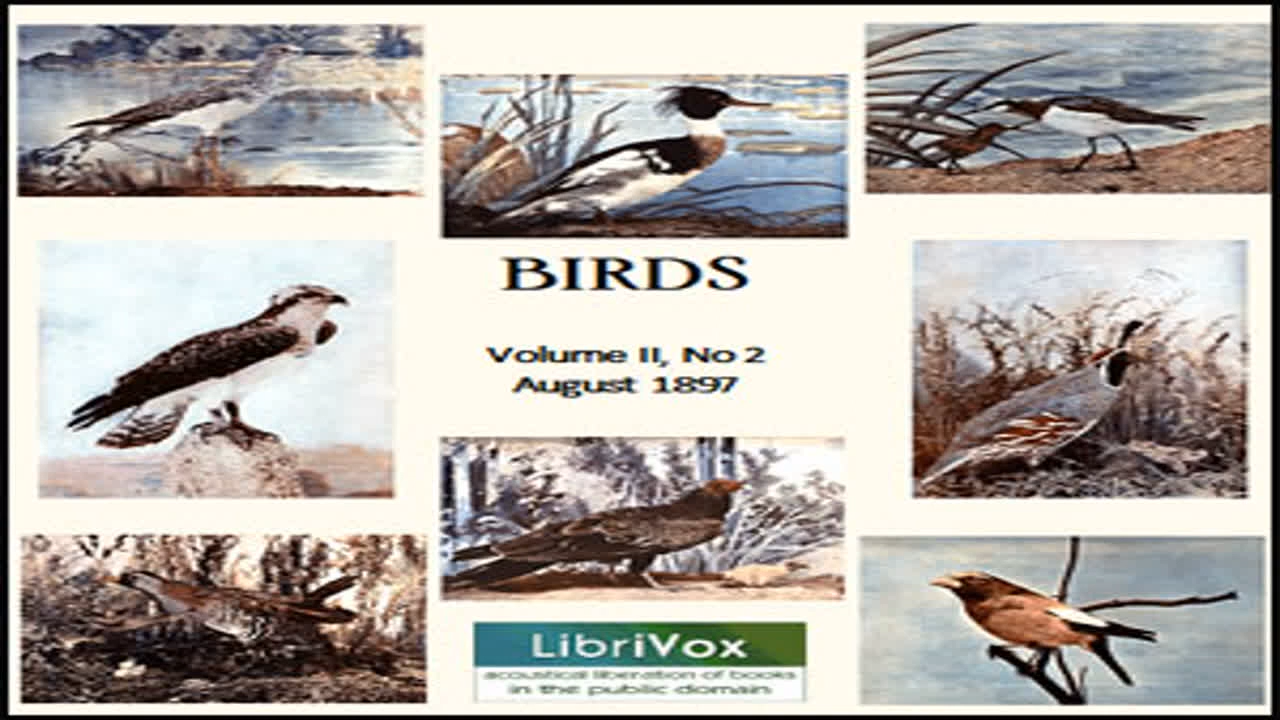 BIRDS
Volume II, No 2
August 1897
LibriVox
acoustical liberation of books
in the public domain